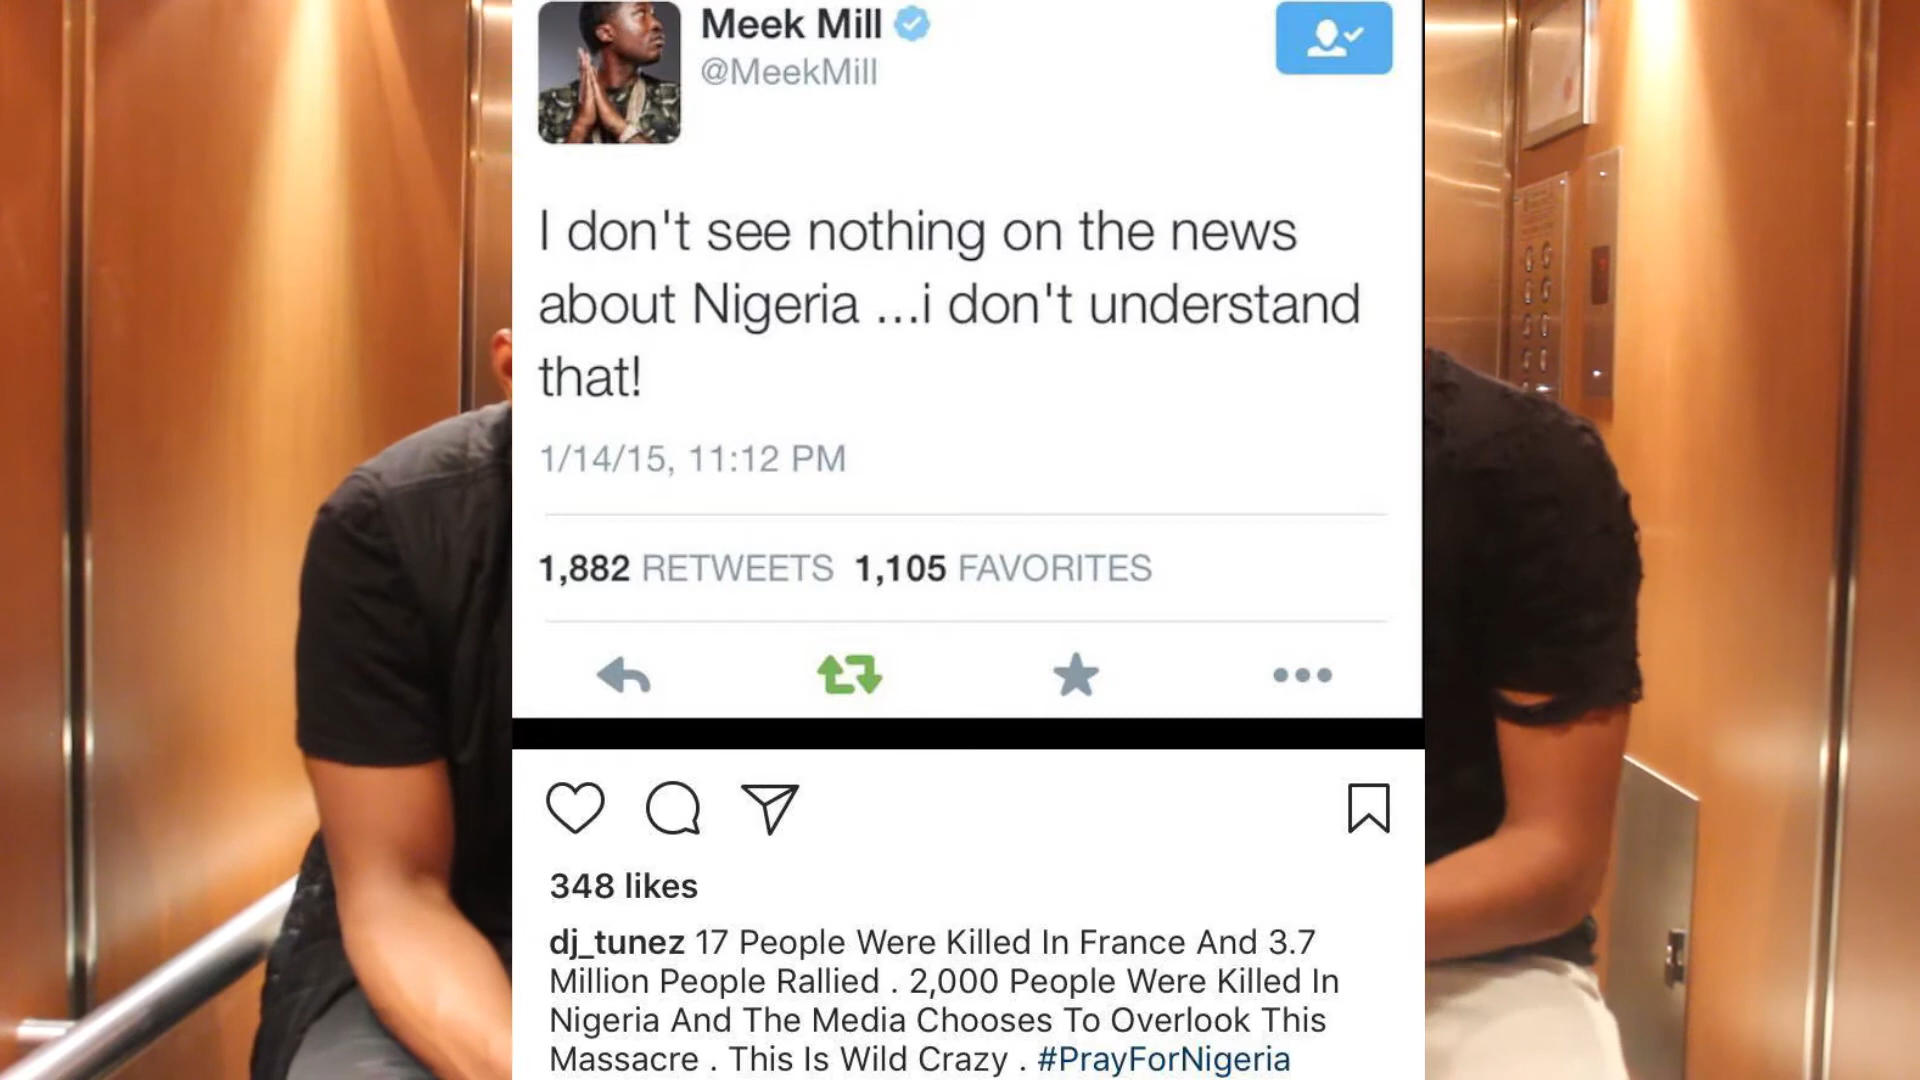 Meek Mill
@MeekMill
I don't see nothing on the news
about Nigeria ...i don't understand
that!
1/14/15, 11:12 PM
1,882 RETWEETS 1,105 FAVORITES
348 likes
dj_tunez 17 People Were Killed In France And 3.7
Million People Rallied . 2,000 People Were Killed In
Nigeria And The Media Chooses To Overlook This
Massacre . This Is Wild Crazy . #PrayForNigeria